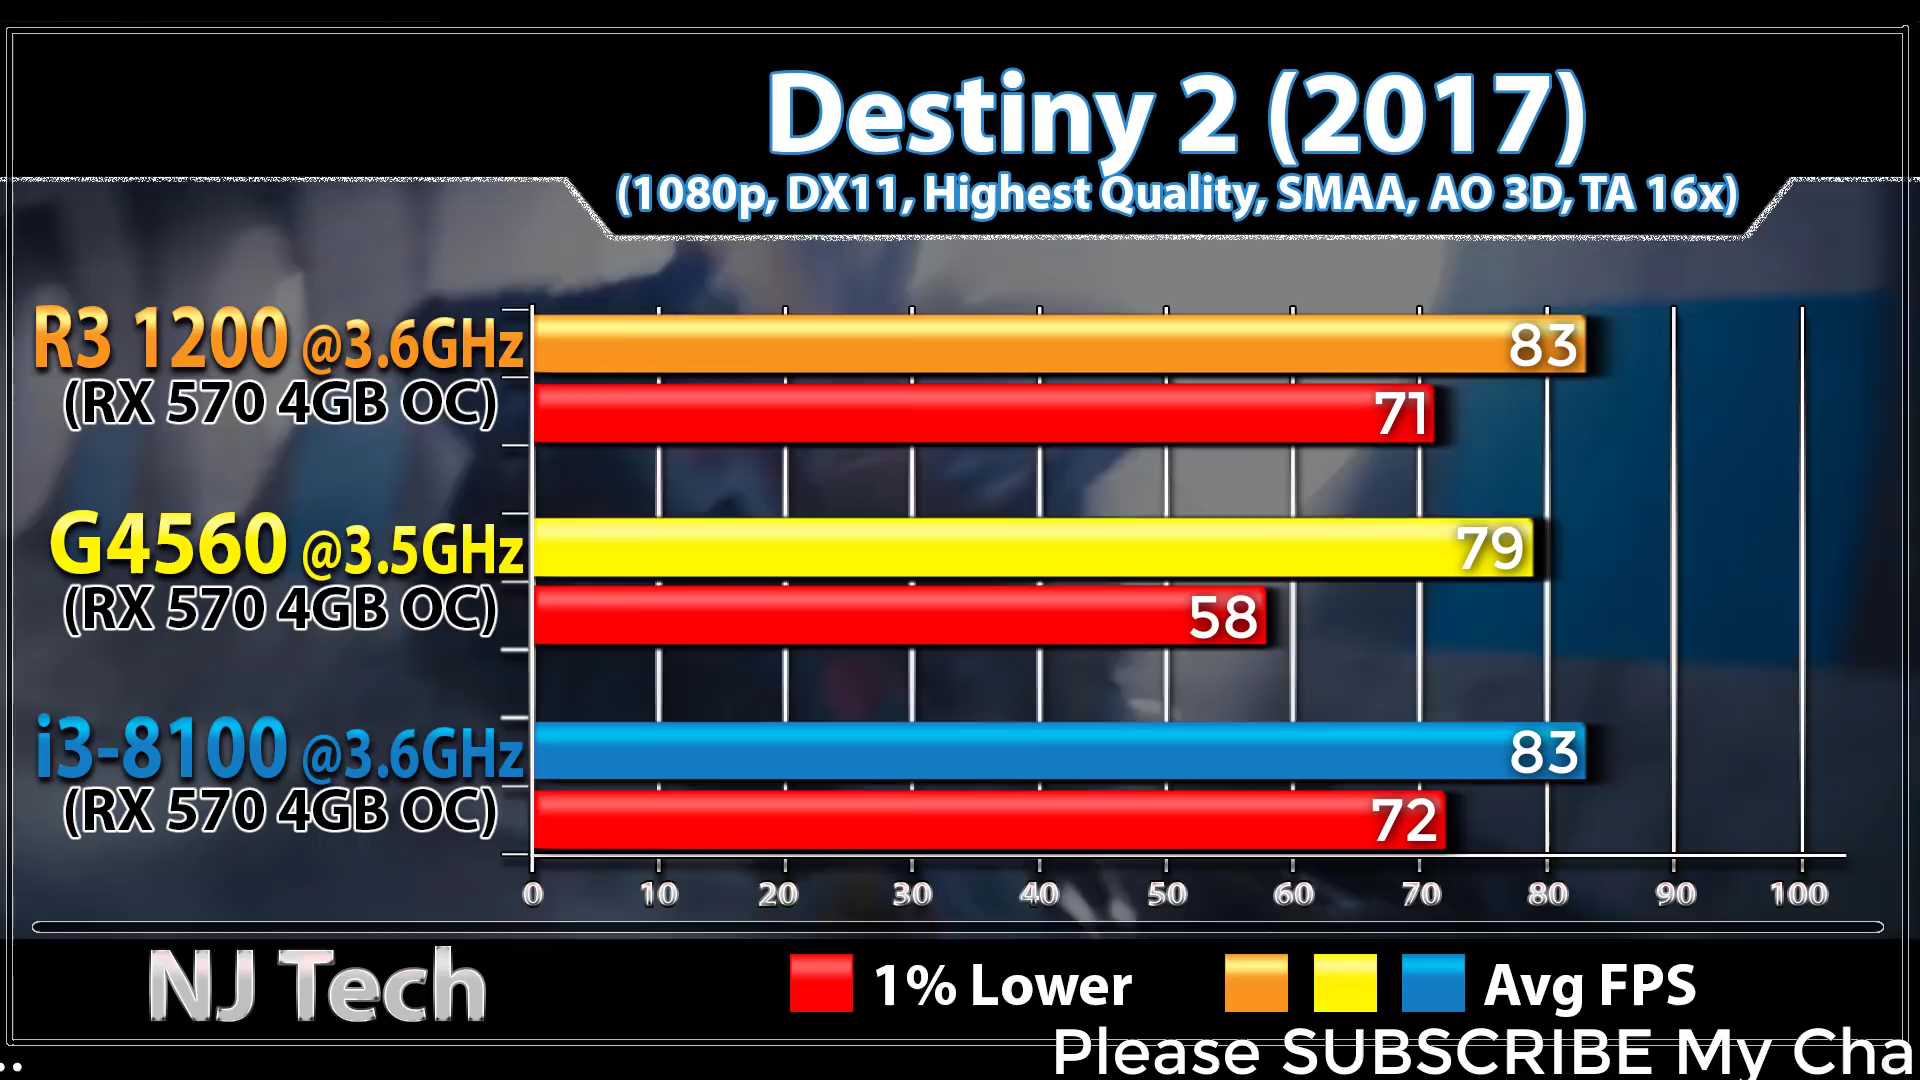 Destiny 2 (2017)
(1080p, DX11, Highest Quality, SMAA, AO 3D, TA 16x)
R3 1200 @3.6GHz
(RX 570 4GB OC)
83
71
G4560 @3.5GHz
(RX 570 4GB OC)
79
58
i3-8100 @3.6GHz
(RX 570 4GB OC)
83
72
0 10 20 30 40 50 60 70 80 90 100
NJ Tech
1% Lower
Avg FPS
.. Please SUBSCRIBE My Cha